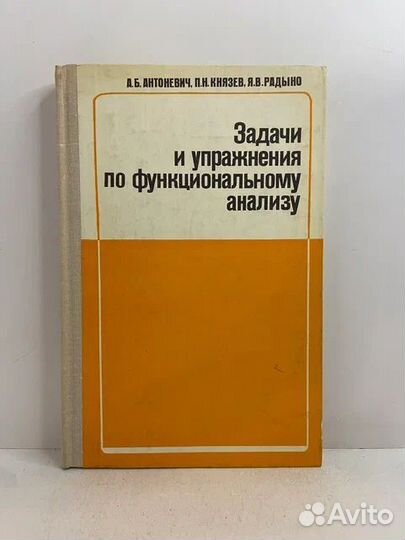 А.Б. АНТОНЕВИЧ, П.Н. КНЯЗЕВ, Я.В. РАДЫНО
Задачи
и упражнения
по функциональному
анализу
Avito